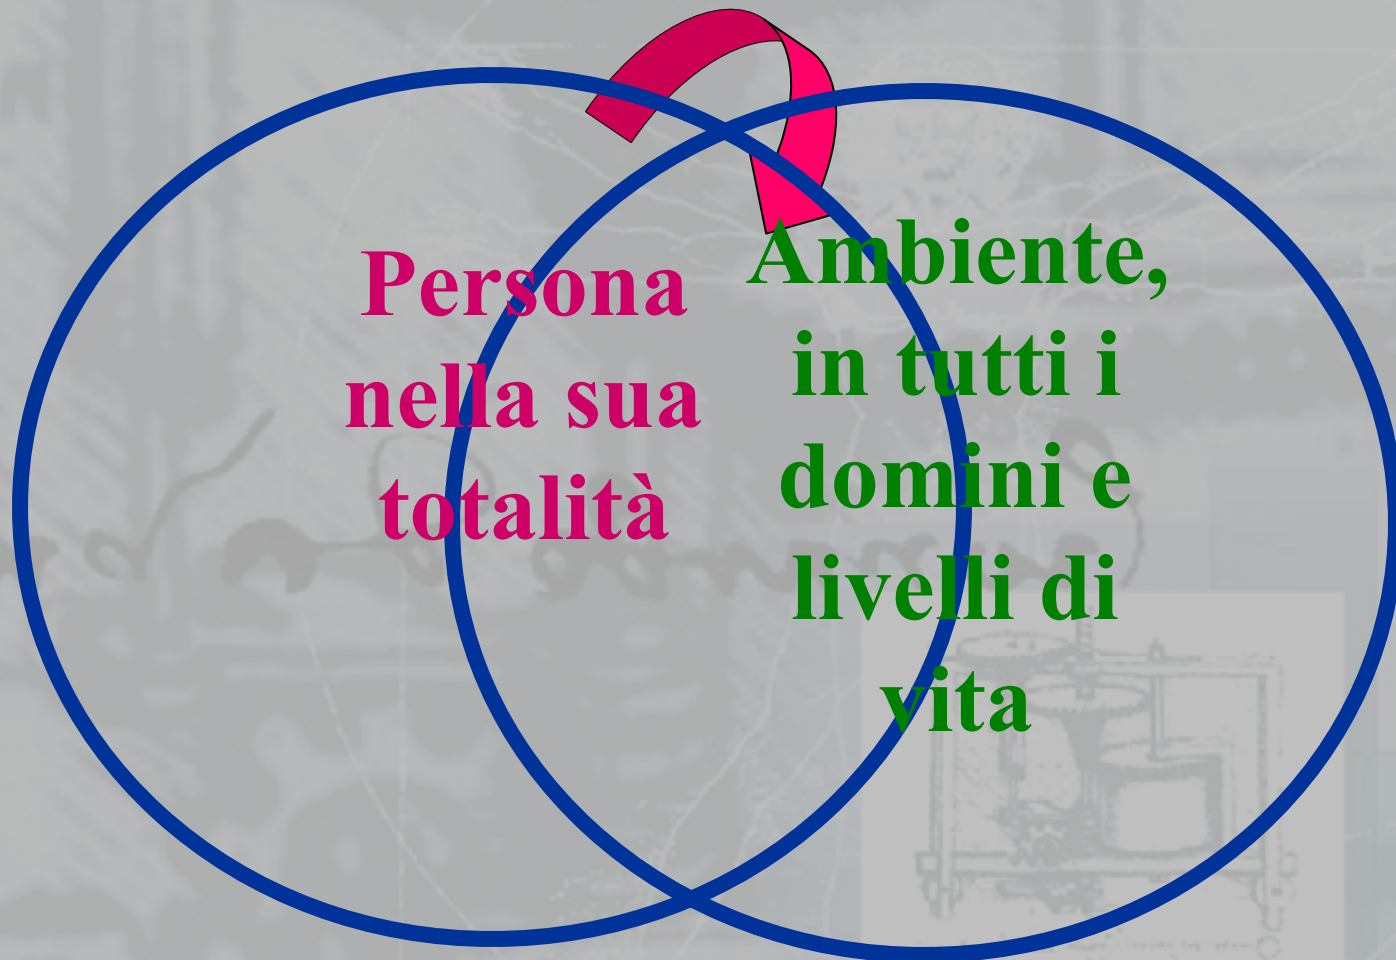 Persona
nella sua
totalità
Ambiente,
in tutti i
domini e
livelli di
vita